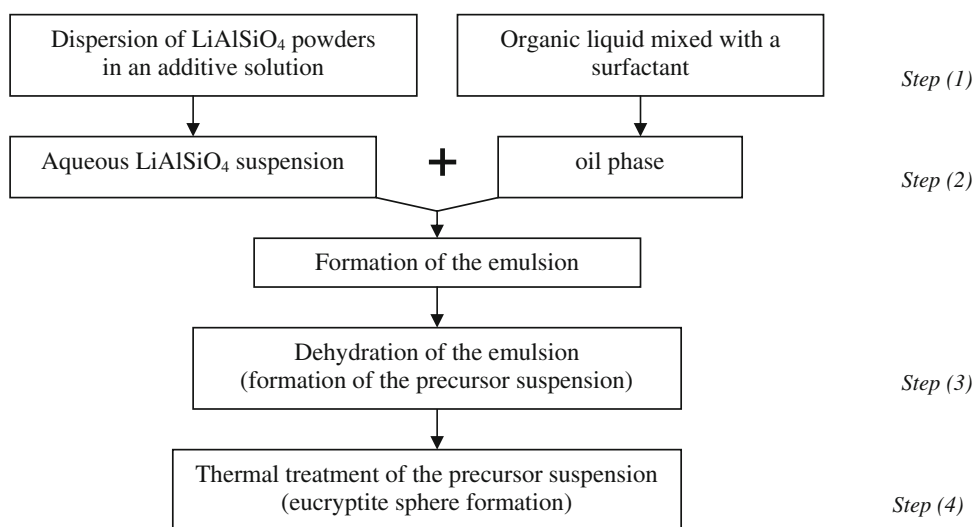 Dispersion of LiAlSiO₄ powders
in an additive solution
Organic liquid mixed with a
surfactant
Step (1)
Aqueous LiAlSiO₄ suspension
+
oil phase
Step (2)
Formation of the emulsion
Dehydration of the emulsion
(formation of the precursor suspension)
Step (3)
Thermal treatment of the precursor suspension
(eucryptite sphere formation)
Step (4)